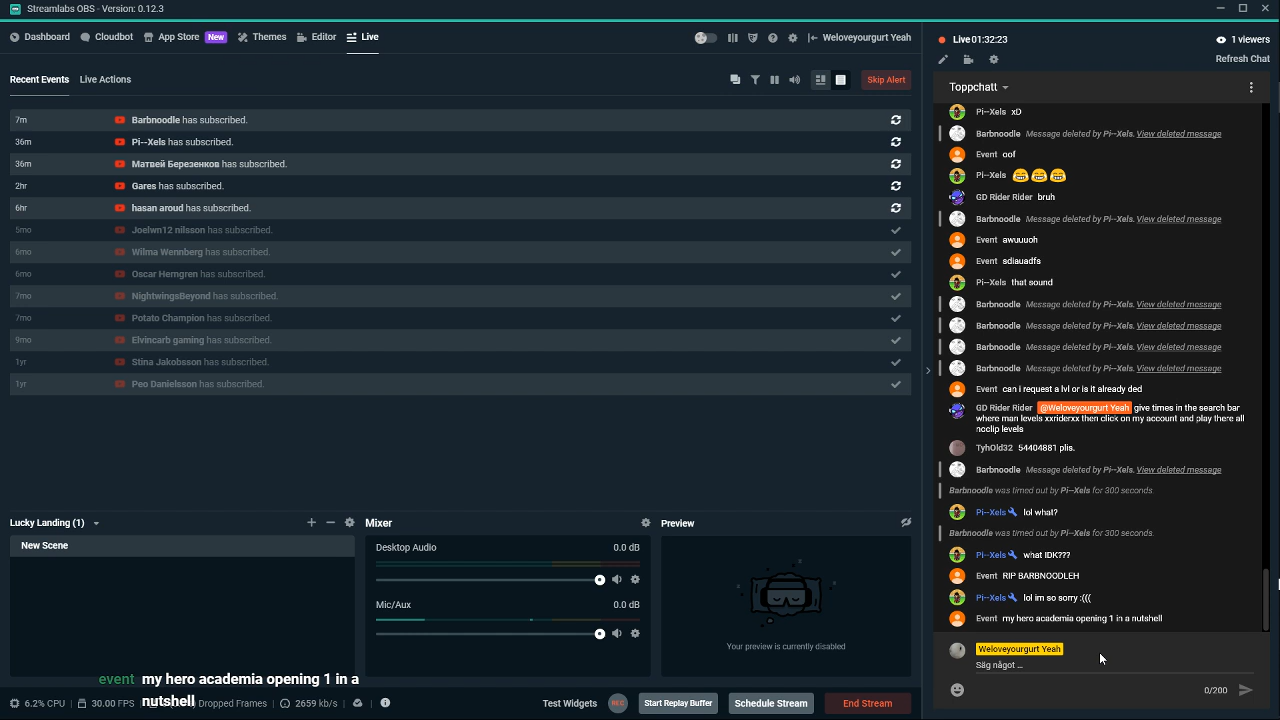 Streamlabs OBS - Version: 0.12.3
Dashboard Cloudbot App Store New Themes Editor Live Weloveyourgurt Yeah
Recent Events Live Actions Skip Alert
7m Barbnoodle has subscribed.
36m Pi--Xels has subscribed.
36m Матвей Березенков has subscribed.
2hr Gares has subscribed.
6hr hasan aroud has subscribed.
5mo Joelwn12 nilsson has subscribed.
6mo Wilma Wennberg has subscribed.
6mo Oscar Herngren has subscribed.
7mo NightwingsBeyond has subscribed.
7mo Potato Champion has subscribed.
9mo Elvincarb gaming has subscribed.
1yr Stina Jakobsson has subscribed.
1yr Peo Danielsson has subscribed.
Lucky Landing (1)
New Scene
Mixer
Desktop Audio 0.0 dB
Mic/Aux 0.0 dB
Preview
Your preview is currently disabled
event my hero academia opening 1 in a
nutshell
6.2% CPU 30.00 FPS Dropped Frames 2659 kb/s Test Widgets REC Start Replay Buffer Schedule Stream End Stream
Live 01:32:23 1 viewers
Refresh Chat
Toppchatt
Pi--Xels xD
Barbnoodle Message deleted by Pi--Xels. View deleted message
Event oof
Pi--Xels 😂😂😂
GD Rider Rider bruh
Barbnoodle Message deleted by Pi--Xels. View deleted message
Event awuuuoh
Event sdiauadfs
Pi--Xels that sound
Barbnoodle Message deleted by Pi--Xels. View deleted message
Barbnoodle Message deleted by Pi--Xels. View deleted message
Barbnoodle Message deleted by Pi--Xels. View deleted message
Barbnoodle Message deleted by Pi--Xels. View deleted message
Event can i request a lvl or is it already ded
GD Rider Rider @Weloveyourgurt Yeah give times in the search bar
where man levels xxriderxx then click on my account and play there all
noclip levels
TyhOld32 54404881 plis.
Barbnoodle Message deleted by Pi--Xels. View deleted message
Barbnoodle was timed out by Pi--Xels for 300 seconds.
Pi--Xels lol what?
Barbnoodle was timed out by Pi--Xels for 300 seconds.
Pi--Xels what IDK???
Event RIP BARBNOODLEH
Pi--Xels lol im so sorry :(((
Event my hero academia opening 1 in a nutshell
Weloveyourgurt Yeah
Säg något ...
0/200